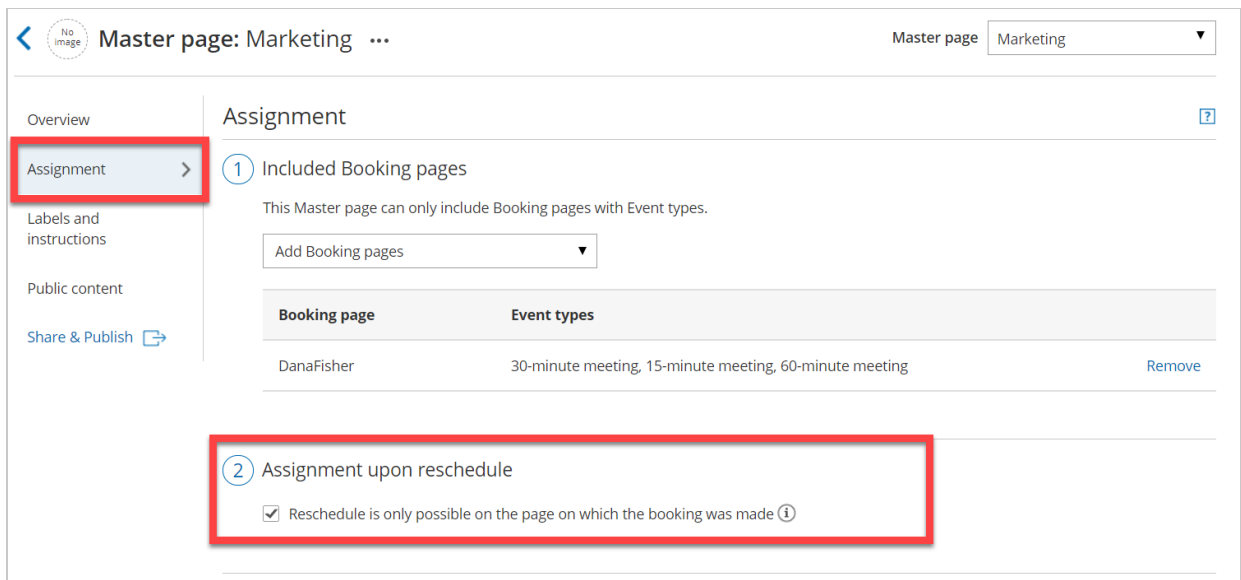 No image
Master page: Marketing ...
Master page
Marketing
Overview
Assignment
Labels and
instructions
Public content
Share & Publish
Assignment
?
1 Included Booking pages
This Master page can only include Booking pages with Event types.
Add Booking pages
Booking page Event types
DanaFisher 30-minute meeting, 15-minute meeting, 60-minute meeting Remove
2 Assignment upon reschedule
Reschedule is only possible on the page on which the booking was made i